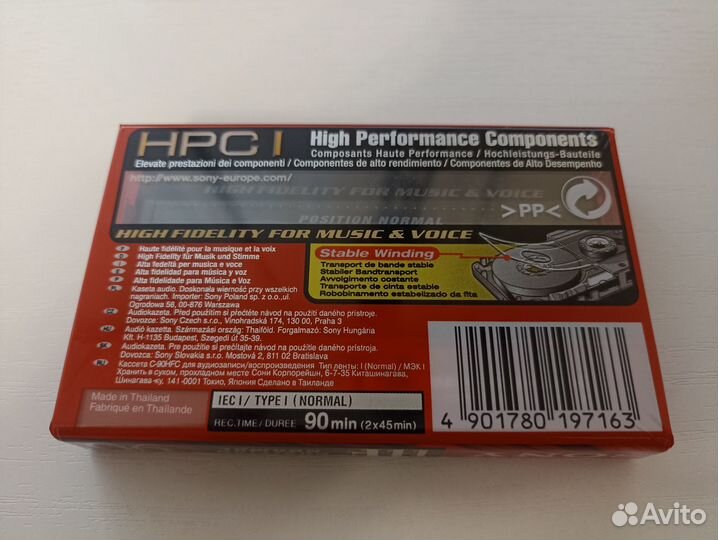 HPC I High Performance Components
Composants Haute Performance / Hochleistungs-Bauteile
Elevate prestazioni dei componenti / Componentes de alto rendimiento / Componentes de Alto Desempenho
http://www.sony-europe.com/
HIGH FIDELITY FOR MUSIC & VOICE
POSITION NORMAL
>PP<
HIGH FIDELITY FOR MUSIC & VOICE
F Haute fidélité pour la musique et la voix
D High Fidelity für Musik und Stimme
I Alta fedeltà per musica e voce
E Alta fidelidad para música y voz
P Alta fidelidade para Música e Voz
PL Kaseta audio. Doskonała wierność przy wszelkich
nagraniach. Importer: Sony Poland sp. z o.o.,ul.
Ogrodowa 58, 00-876 Warszawa
CZ Audiokazeta. Před použitím si přečtěte návod na použití daného přístroje.
Dovozce: Sony Czech s.r.o., Vinohradská 174, 130 00, Praha 3
HU Audió kazetta. Származási ország: Thaiföld. Forgalmazó: Sony Hungária
Kft. H-1135 Budapest, Szegedi út 35-39.
SK Audiokazeta. Pred použitím si prečítajte návod na použitie daného prístroja.
Dovozca: Sony Slovakia s.r.o. Mostová 2, 811 02 Bratislava
RU Кассета C-90HFC для аудиозаписи/воспроизведения Тип ленты: I (Normal) / МЭК I
Хранить в сухом, прохладном месте Сони Корпорейшн, 6-7-35 Киташинагава,
Шинагава-ку, 141-0001 Токио, Япония Сделано в Таиланде
Stable Winding
Transport de bande stable
Stabiler Bandtransport
Avvolgimento costante
Transporte de cinta estable
Robobinamento estabelizado da fita
Made in Thailand
Fabriqué en Thaïlande
IEC I / TYPE I (NORMAL)
REC.TIME / DURÉE 90 min (2x45min)
4 901780 197163
Avito